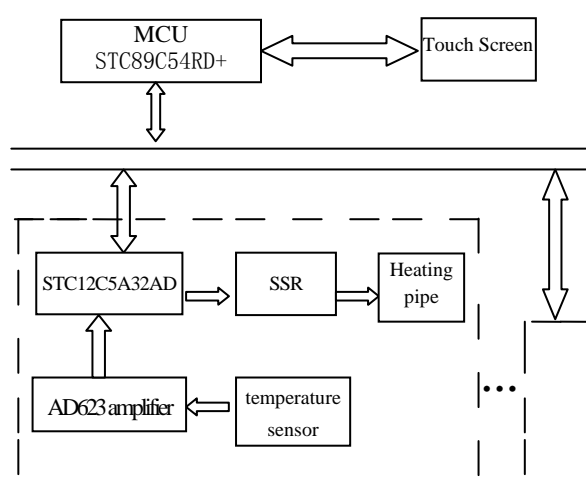 MCU
STC89C54RD+
Touch Screen
STC12C5A32AD
SSR
Heating
pipe
AD623 amplifier
temperature
sensor
...